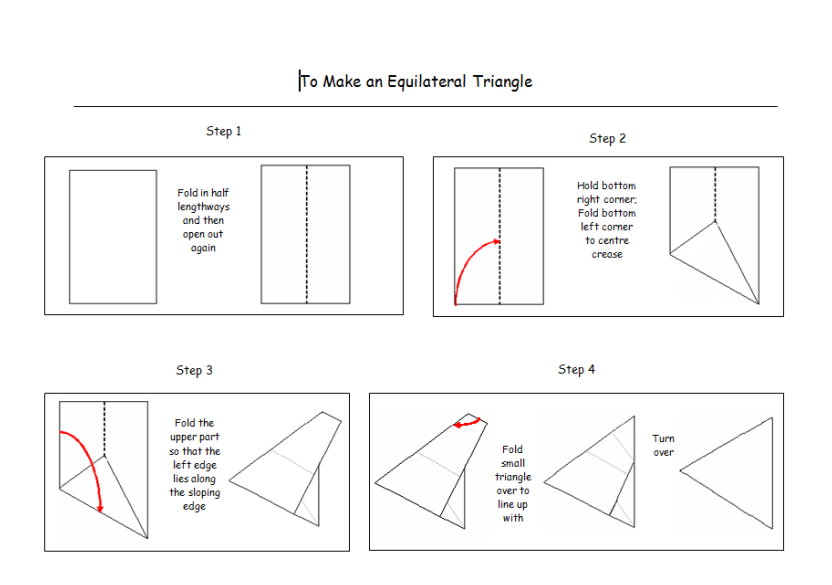 To Make an Equilateral Triangle
Step 1
Fold in half
lengthways
and then
open out
again
Step 2
Hold bottom
right corner;
Fold bottom
left corner
to centre
crease
Step 3
Fold the
upper part
so that the
left edge
lies along
the sloping
edge
Step 4
Fold
small
triangle
over to
line up
with
Turn
over